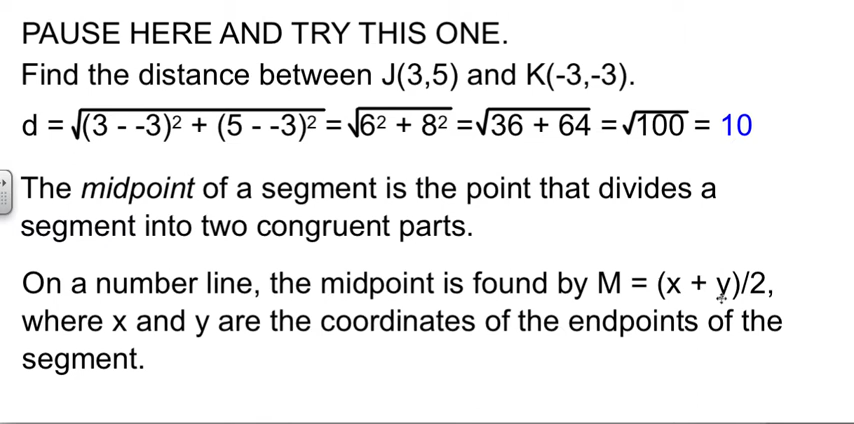 PAUSE HERE AND TRY THIS ONE.
Find the distance between J(3,5) and K(-3,-3).
d = √(3 - -3)² + (5 - -3)² = √6² + 8² = √36 + 64 = √100 = 10
The midpoint of a segment is the point that divides a
segment into two congruent parts.
On a number line, the midpoint is found by M = (x + y)/2,
where x and y are the coordinates of the endpoints of the
segment.